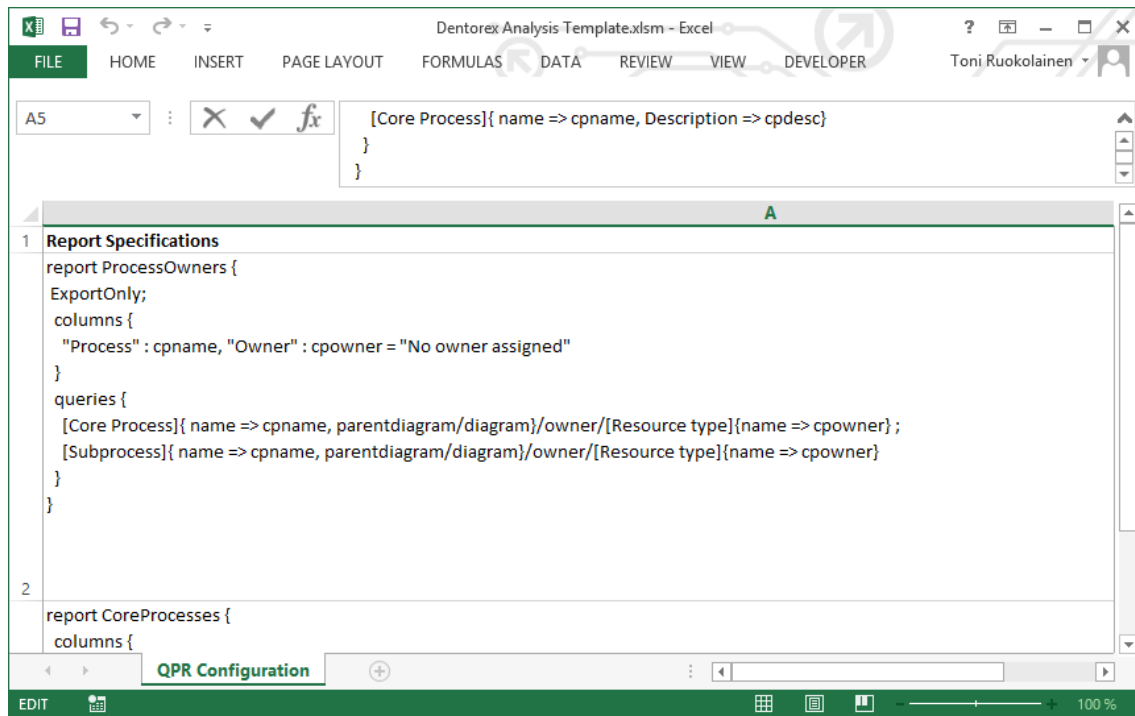 Dentorex Analysis Template.xlsm - Excel
?
FILE HOME INSERT PAGE LAYOUT FORMULAS DATA REVIEW VIEW DEVELOPER Toni Ruokolainen
A5 fx [Core Process]{ name => cpname, Description => cpdesc}
}
}
A
1 Report Specifications
report ProcessOwners {
ExportOnly;
columns {
"Process" : cpname, "Owner" : cpowner = "No owner assigned"
}
queries {
[Core Process]{ name => cpname, parentdiagram/diagram}/owner/[Resource type]{name => cpowner} ;
[Subprocess]{ name => cpname, parentdiagram/diagram}/owner/[Resource type]{name => cpowner}
}
}
2
report CoreProcesses {
columns {
QPR Configuration
EDIT 100 %